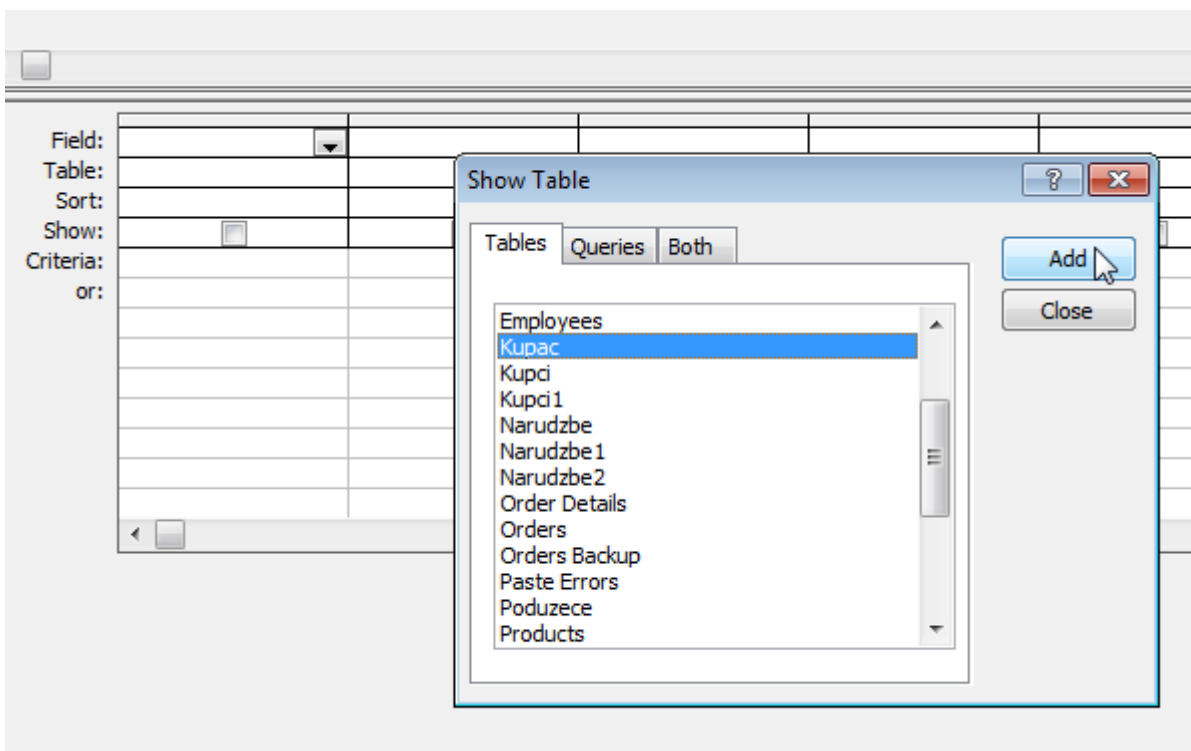 Field:
Table:
Sort:
Show:
Criteria:
or:
Show Table
Tables Queries Both
Add
Close
Employees
Kupac
Kupci
Kupci1
Narudzbe
Narudzbe1
Narudzbe2
Order Details
Orders
Orders Backup
Paste Errors
Poduzece
Products